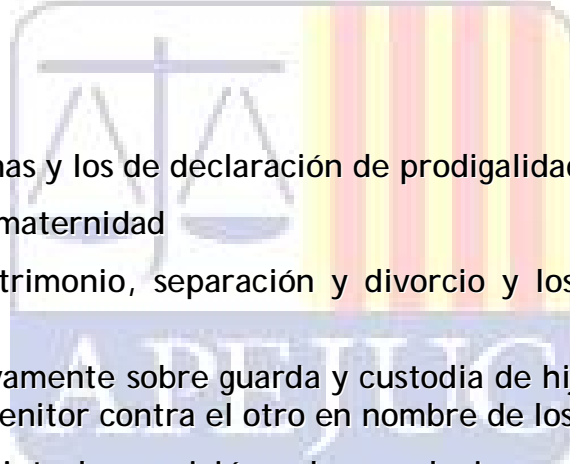 nas y los de declaración de prodigalidad
maternidad
trimonio, separación y divorcio y los
vamente sobre guarda y custodia de hij
enitor contra el otro en nombre de los
APEJUC